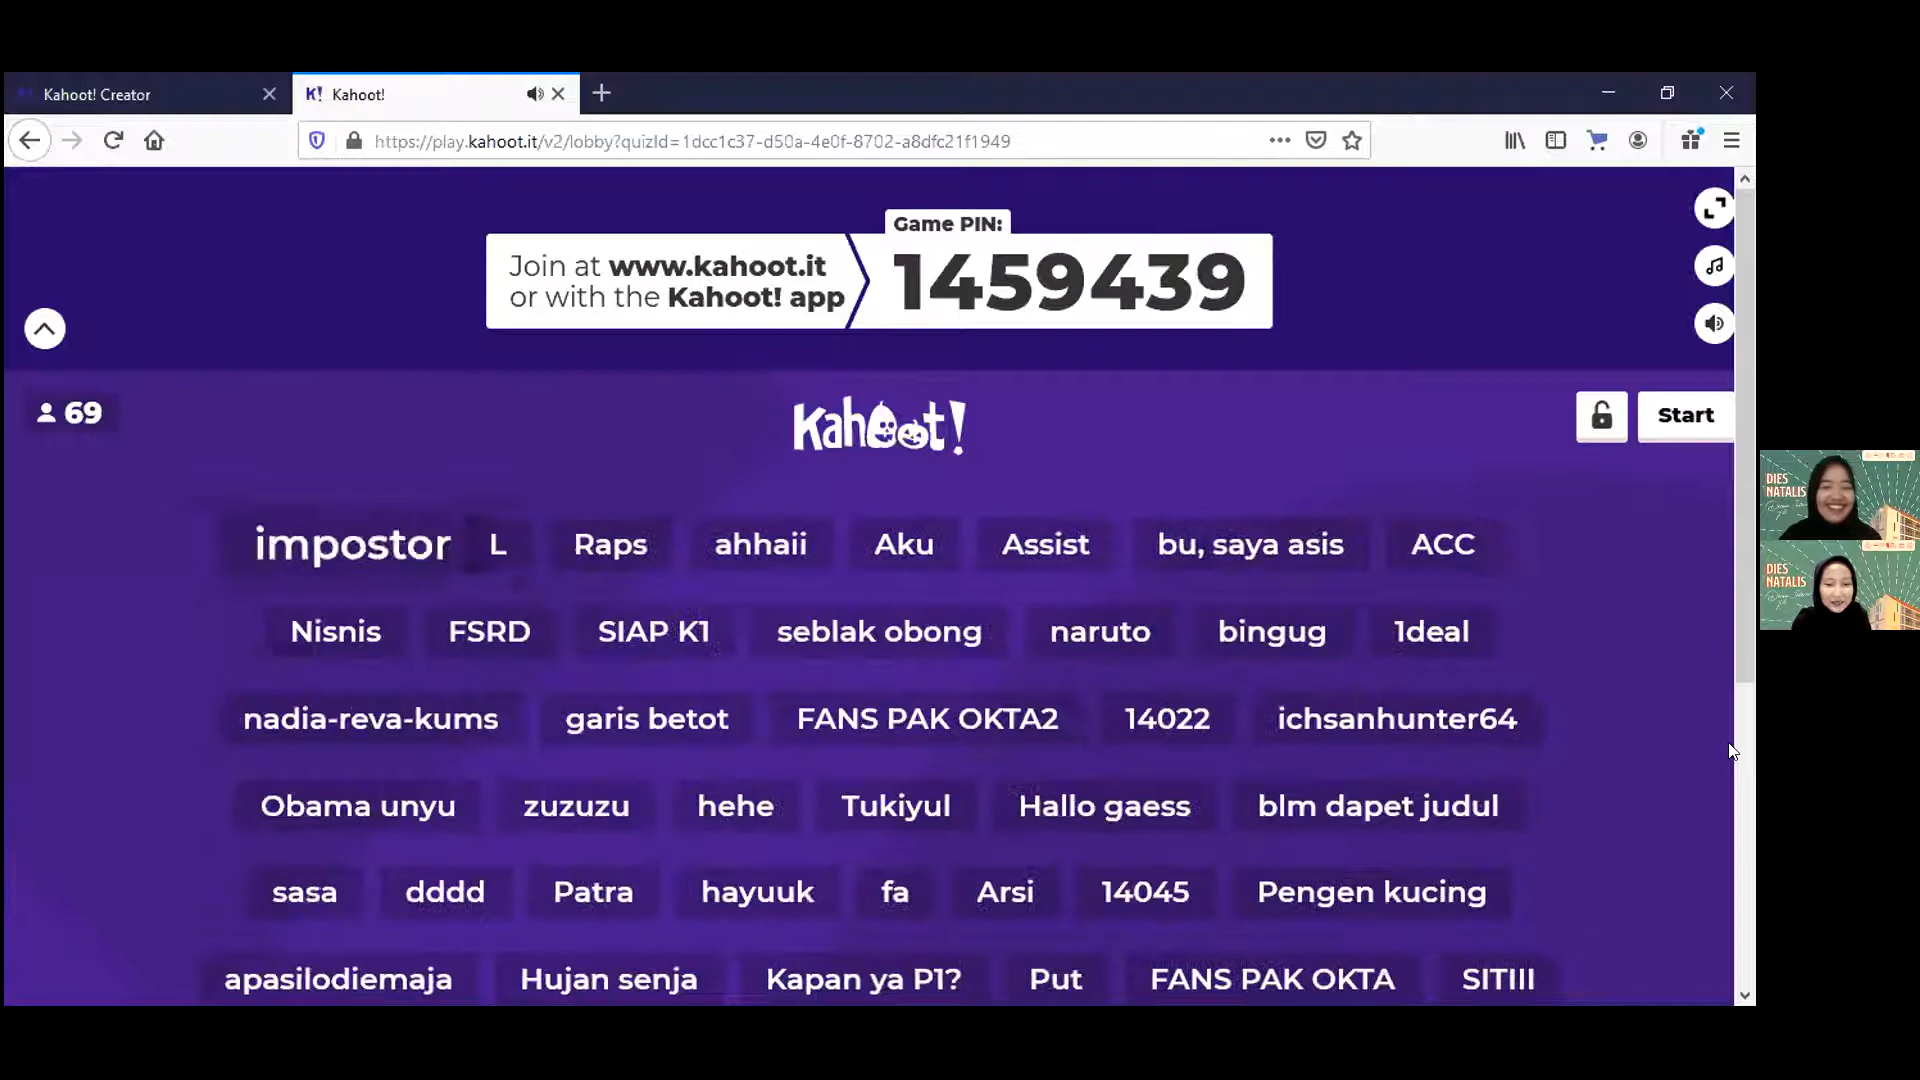 Kahoot! Creator
K! Kahoot!
https://play.kahoot.it/v2/lobby?quizId=1dcc1c37-d50a-4e0f-8702-a8dfc21f1949
Game PIN:
Join at www.kahoot.it
or with the Kahoot! app
1459439
69
Kahoot!
Start
impostor L Raps ahhaii Aku Assist bu, saya asis ACC
Nisnis FSRD SIAP K1 seblak obong naruto bingug 1deal
nadia-reva-kums garis betot FANS PAK OKTA2 14022 ichsanhunter64
Obama unyu zuzuzu hehe Tukiyul Hallo gaess blm dapet judul
sasa dddd Patra hayuuk fa Arsi 14045 Pengen kucing
apasilodiemaja Hujan senja Kapan ya P1? Put FANS PAK OKTA SITIII
DIES
NATALIS
DIES
NATALIS